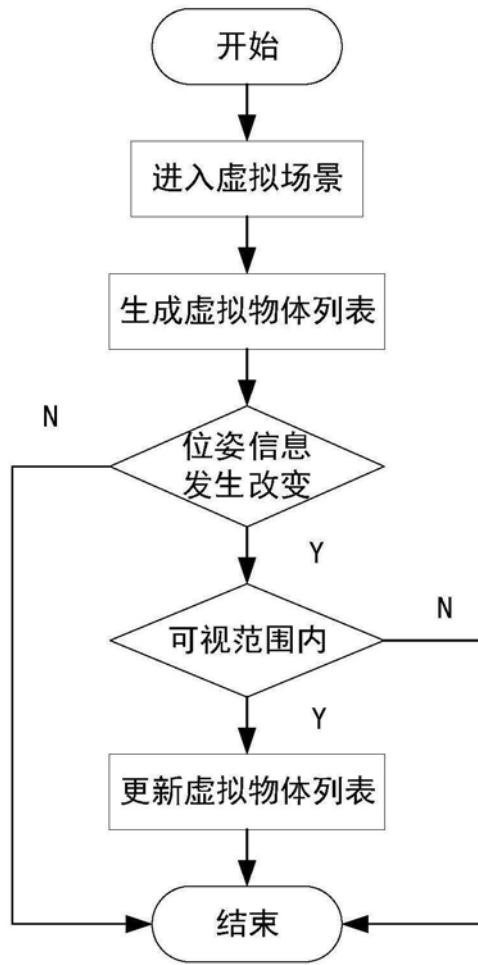 开始
进入虚拟场景
生成虚拟物体列表
N
位姿信息
发生改变
Y
N
可视范围内
Y
更新虚拟物体列表
结束